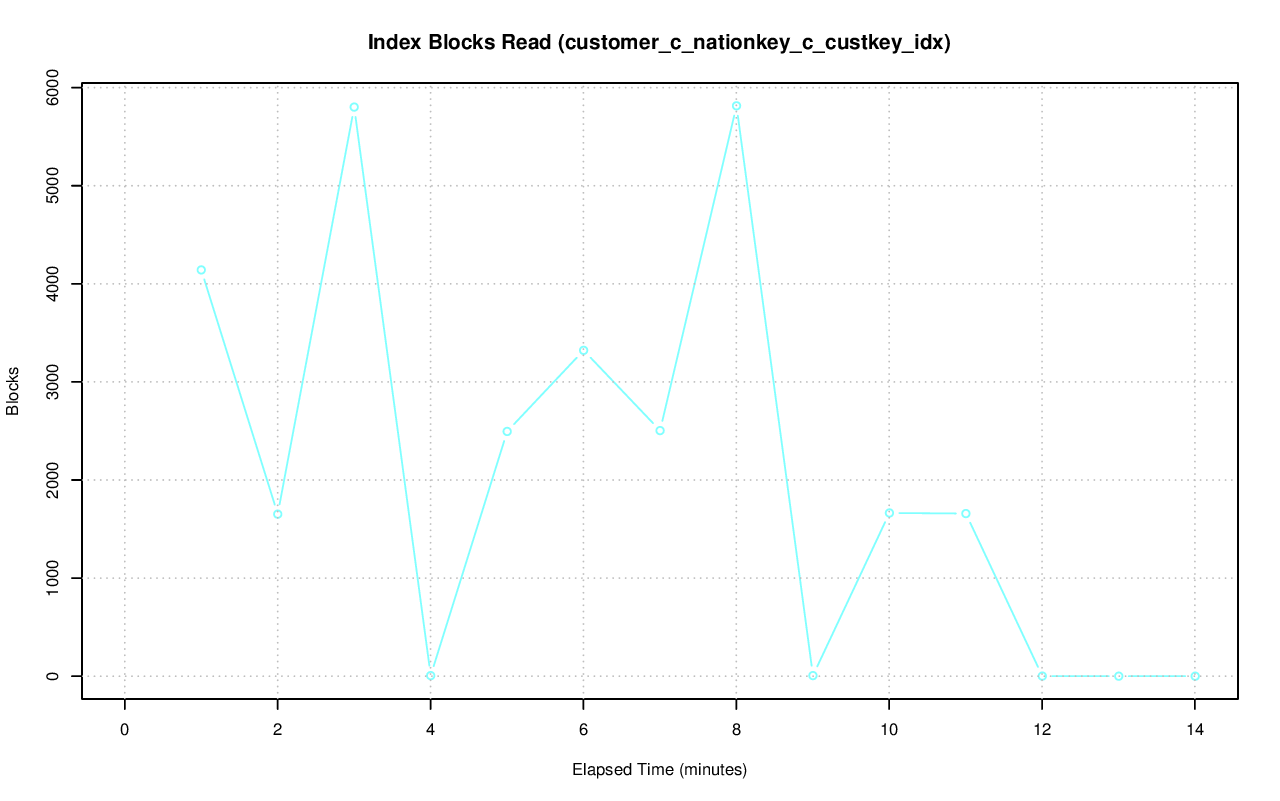 Index Blocks Read (customer_c_nationkey_c_custkey_idx)
6000
5000
4000
3000
2000
1000
0
Blocks
0 2 4 6 8 10 12 14
Elapsed Time (minutes)